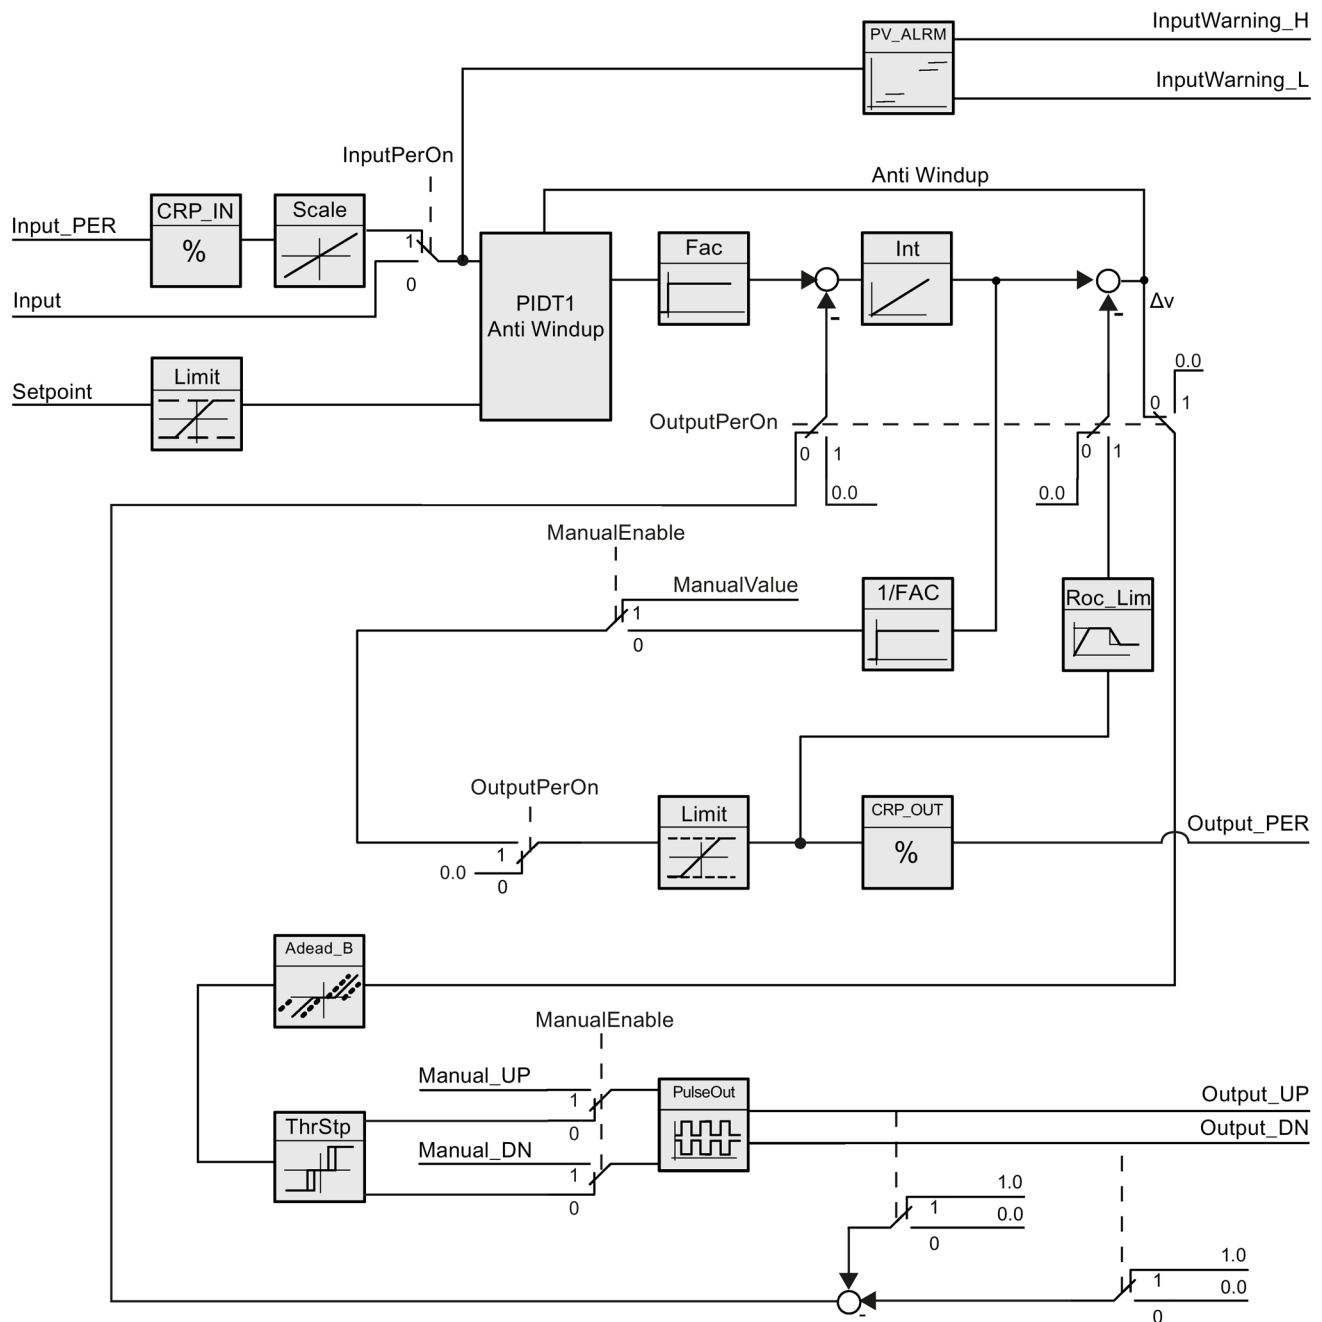 InputWarning_H
PV_ALRM
InputWarning_L
InputPerOn
Anti Windup
Input_PER
CRP_IN
%
Scale
1
0
Input
PIDT1
Anti Windup
Fac
Int
-
-
Δv
Setpoint
Limit
0.0
0 1
OutputPerOn
0 1
0 1
0.0
0.0
ManualEnable
ManualValue
1
0
1/FAC
Roc_Lim
OutputPerOn
1
0.0
0
Limit
CRP_OUT
%
Output_PER
Adead_B
ManualEnable
Manual_UP
1
0
PulseOut
Output_UP
ThrStp
Manual_DN
1
0
Output_DN
1.0
1
0.0
0
1.0
1
0.0
0
-